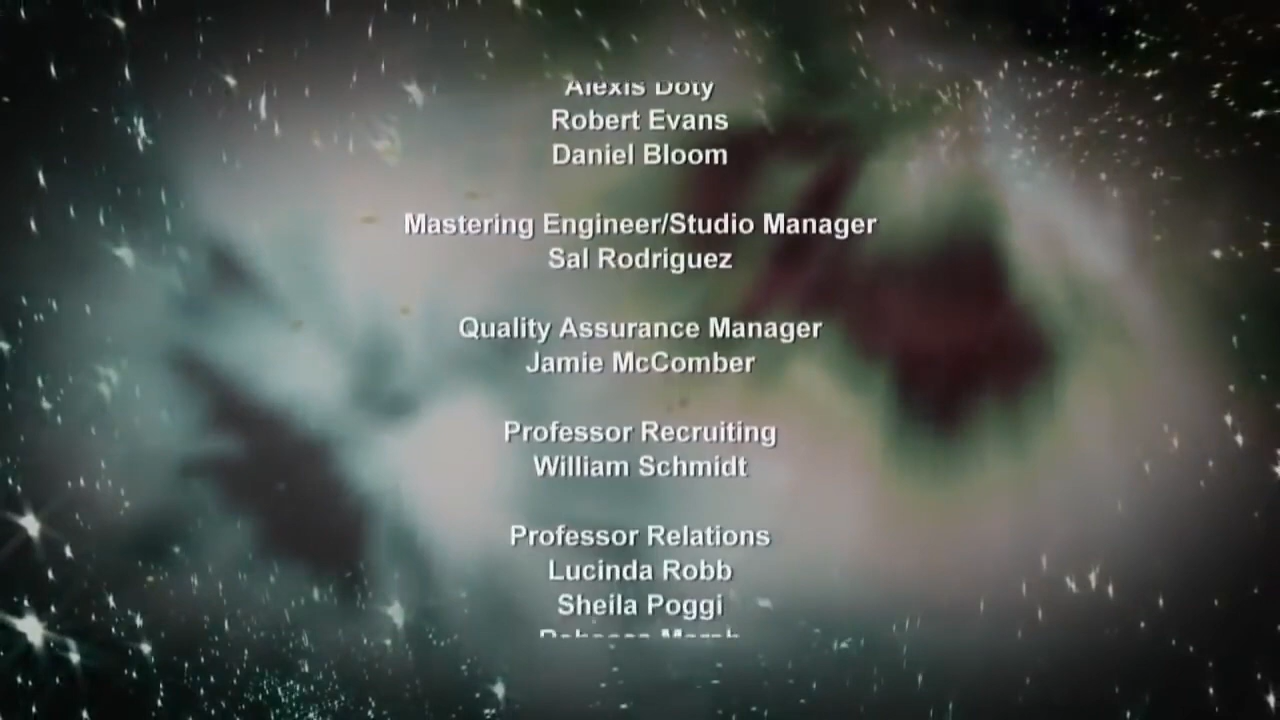 Alexis Doty
Robert Evans
Daniel Bloom
Mastering Engineer/Studio Manager
Sal Rodriguez
Quality Assurance Manager
Jamie McComber
Professor Recruiting
William Schmidt
Professor Relations
Lucinda Robb
Sheila Poggi